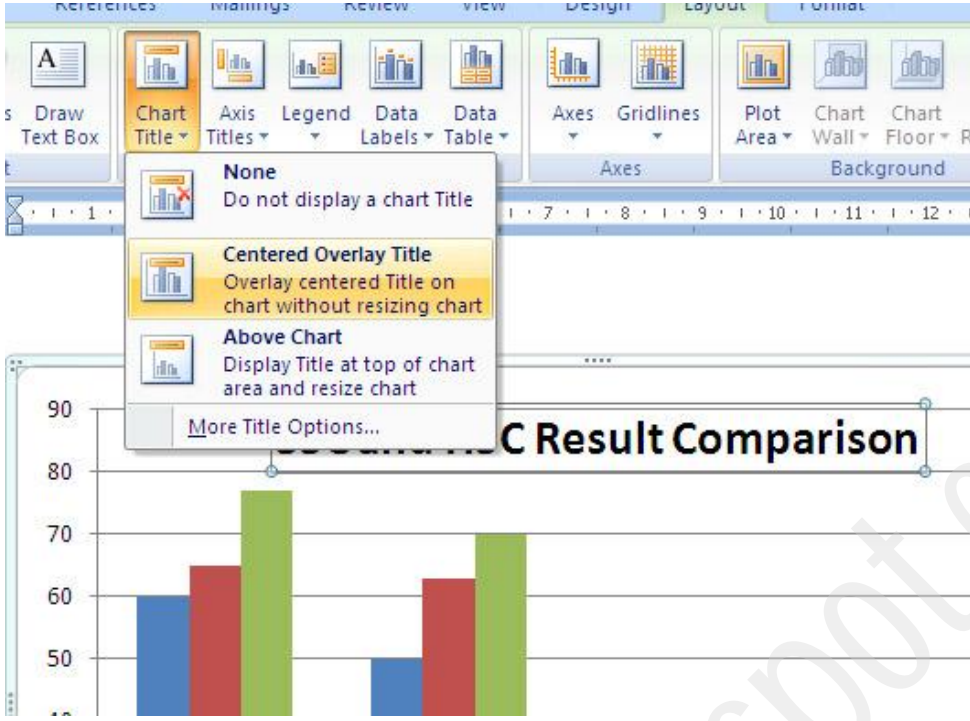 References Mailings Review View Design Layout Format
A
Draw Text Box
Chart Title
Axis Titles
Legend
Data Labels
Data Table
Axes
Gridlines
Plot Area
Chart Wall
Chart Floor
Axes
Background
1 7 8 9 10 11 12
None
Do not display a chart Title
Centered Overlay Title
Overlay centered Title on
chart without resizing chart
Above Chart
Display Title at top of chart
area and resize chart
More Title Options...
C Result Comparison
90
80
70
60
50